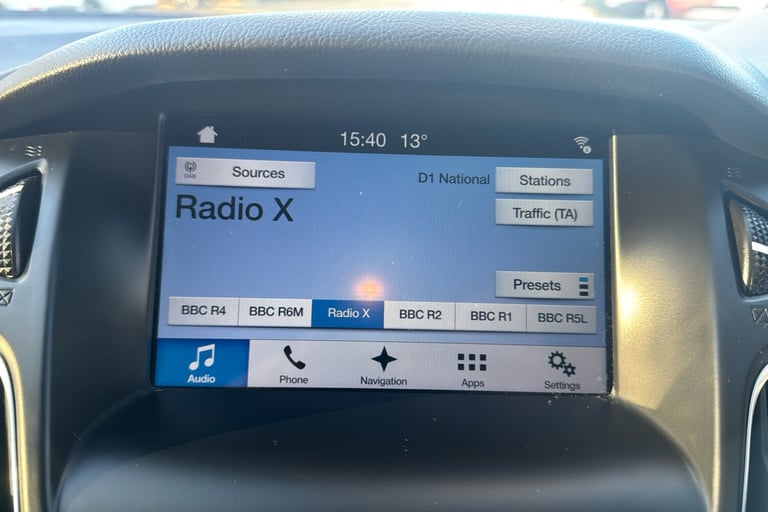 15:40 13°
DAB Sources D1 National Stations
Radio X
Traffic (TA)
Presets
BBC R4 BBC R6M Radio X BBC R2 BBC R1 BBC R5L
Audio Phone Navigation Apps Settings